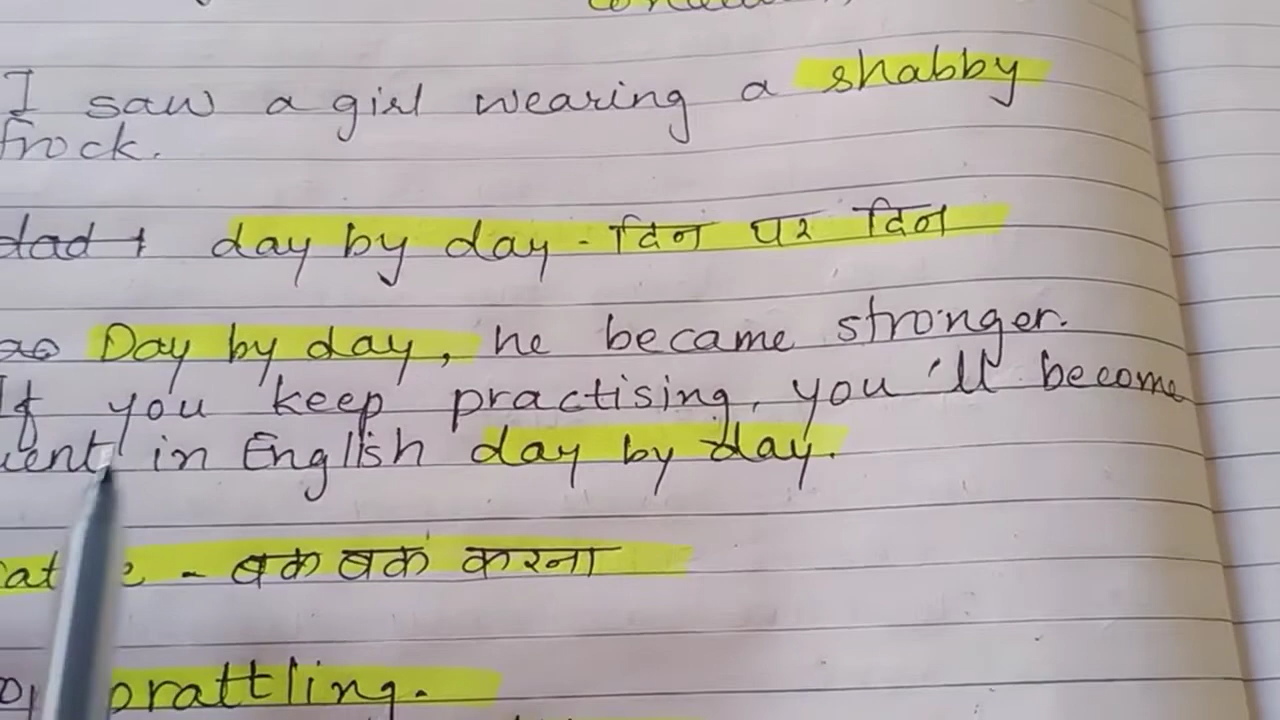 I saw a girl wearing a shabby
frock.
day by day - दिन पर दिन
Day by day, he became stronger.
If you keep practising, you'll become
in English day by day.
- बक बक करना
prattling.